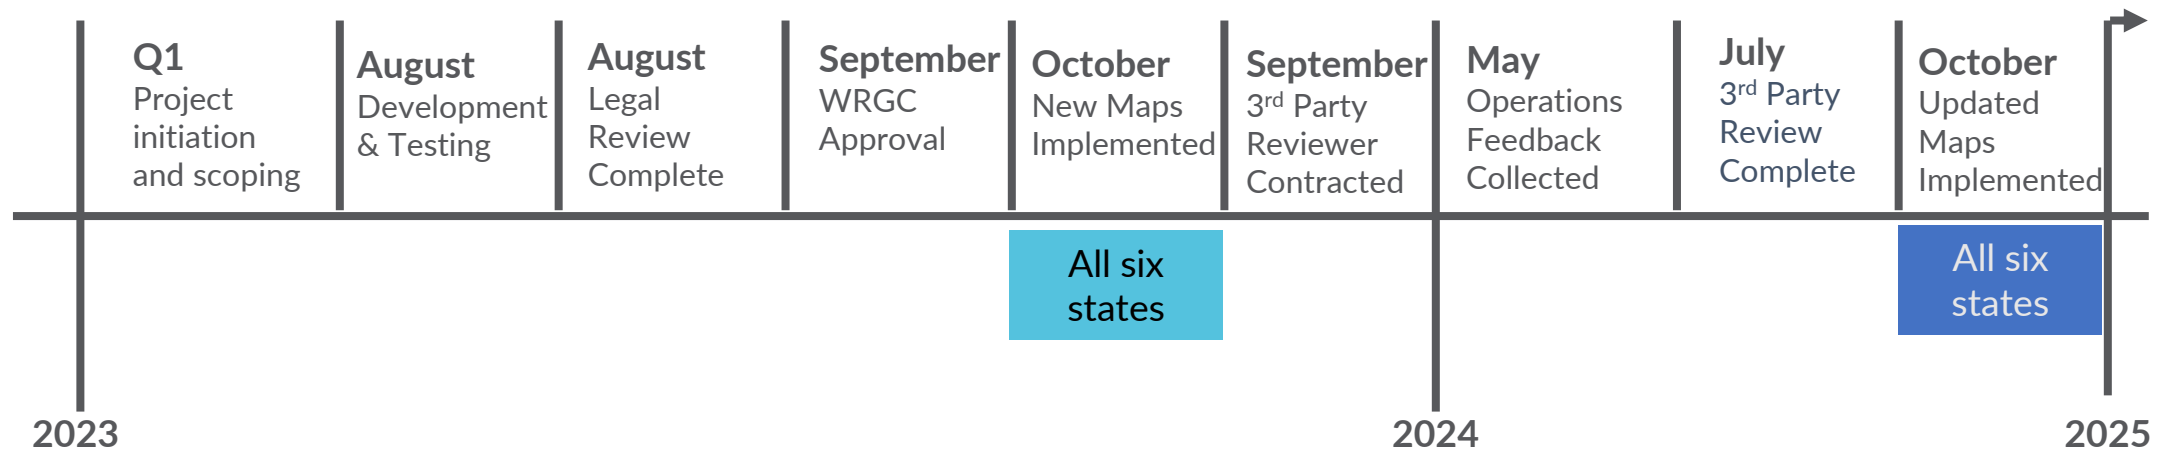 Q1
Project
initiation
and scoping
August
Development
& Testing
August
Legal
Review
Complete
September
WRGC
Approval
October
New Maps
Implemented
September
3rd Party
Reviewer
Contracted
May
Operations
Feedback
Collected
July
3rd Party
Review
Complete
October
Updated
Maps
Implemented
All six
states
All six
states
2023
2024
2025